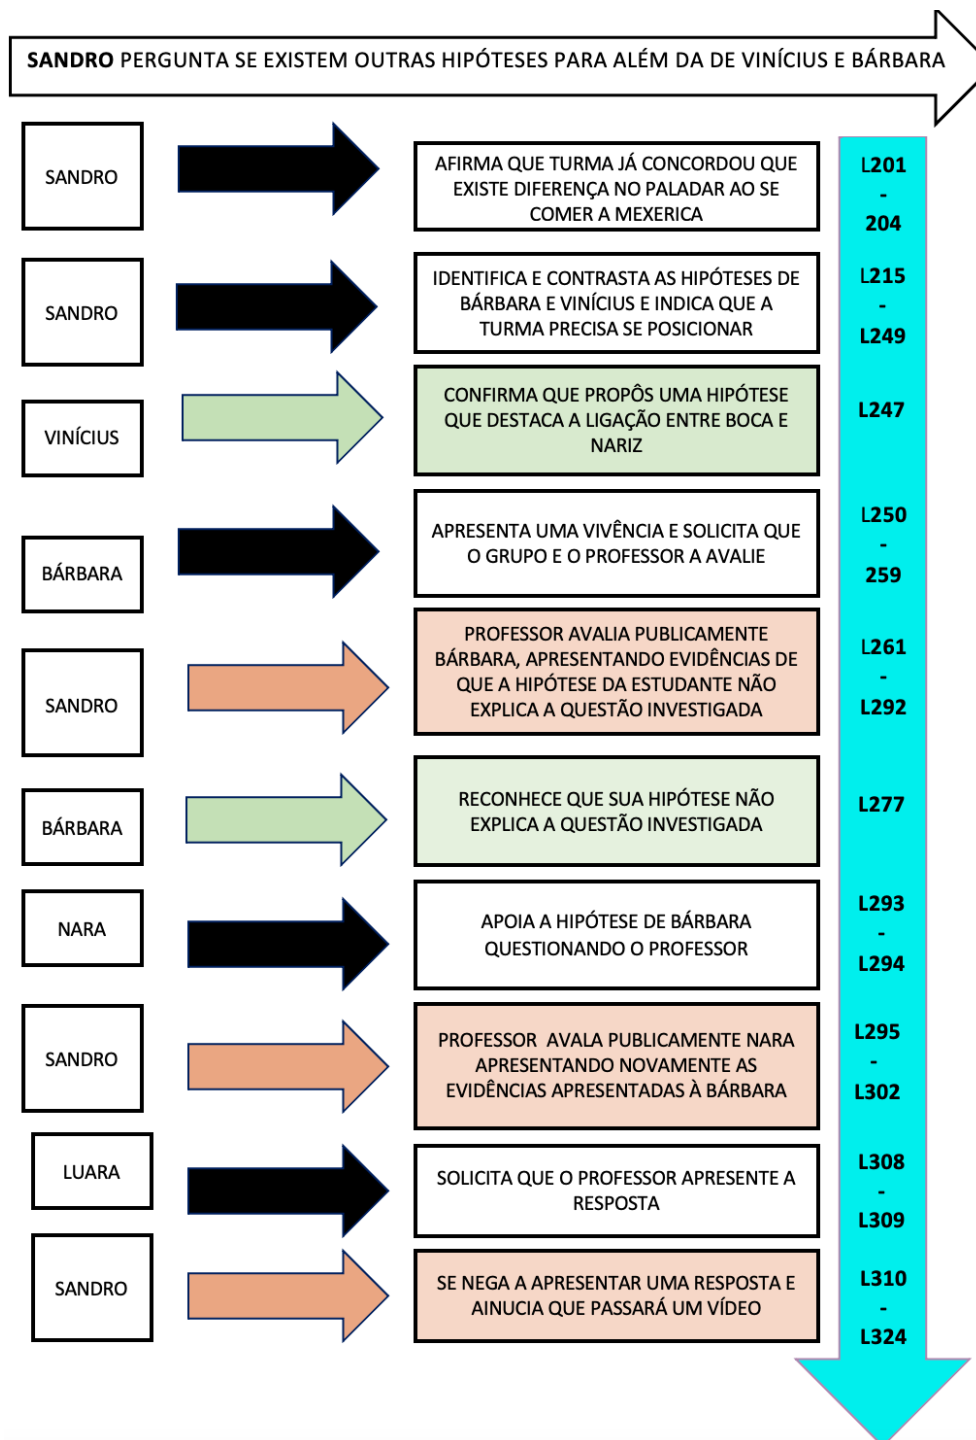 SANDRO PERGUNTA SE EXISTEM OUTRAS HIPÓTESES PARA ALÉM DA DE VINÍCIUS E BÁRBARA
SANDRO
AFIRMA QUE TURMA JÁ CONCORDOU QUE
EXISTE DIFERENÇA NO PALADAR AO SE
COMER A MEXERICA
L201
-
204
SANDRO
IDENTIFICA E CONTRASTA AS HIPÓTESES DE
BÁRBARA E VINÍCIUS E INDICA QUE A
TURMA PRECISA SE POSICIONAR
L215
-
L249
VINÍCIUS
CONFIRMA QUE PROPÔS UMA HIPÓTESE
QUE DESTACA A LIGAÇÃO ENTRE BOCA E
NARIZ
L247
BÁRBARA
APRESENTA UMA VIVÊNCIA E SOLICITA QUE
O GRUPO E O PROFESSOR A AVALIE
L250
-
259
SANDRO
PROFESSOR AVALIA PUBLICAMENTE
BÁRBARA, APRESENTANDO EVIDÊNCIAS DE
QUE A HIPÓTESE DA ESTUDANTE NÃO
EXPLICA A QUESTÃO INVESTIGADA
L261
-
L292
BÁRBARA
RECONHECE QUE SUA HIPÓTESE NÃO
EXPLICA A QUESTÃO INVESTIGADA
L277
NARA
APOIA A HIPÓTESE DE BÁRBARA
QUESTIONANDO O PROFESSOR
L293
-
L294
SANDRO
PROFESSOR AVALA PUBLICAMENTE NARA
APRESENTANDO NOVAMENTE AS
EVIDÊNCIAS APRESENTADAS À BÁRBARA
L295
-
L302
LUARA
SOLICITA QUE O PROFESSOR APRESENTE A
RESPOSTA
L308
-
L309
SANDRO
SE NEGA A APRESENTAR UMA RESPOSTA E
AINUCIA QUE PASSARÁ UM VÍDEO
L310
-
L324